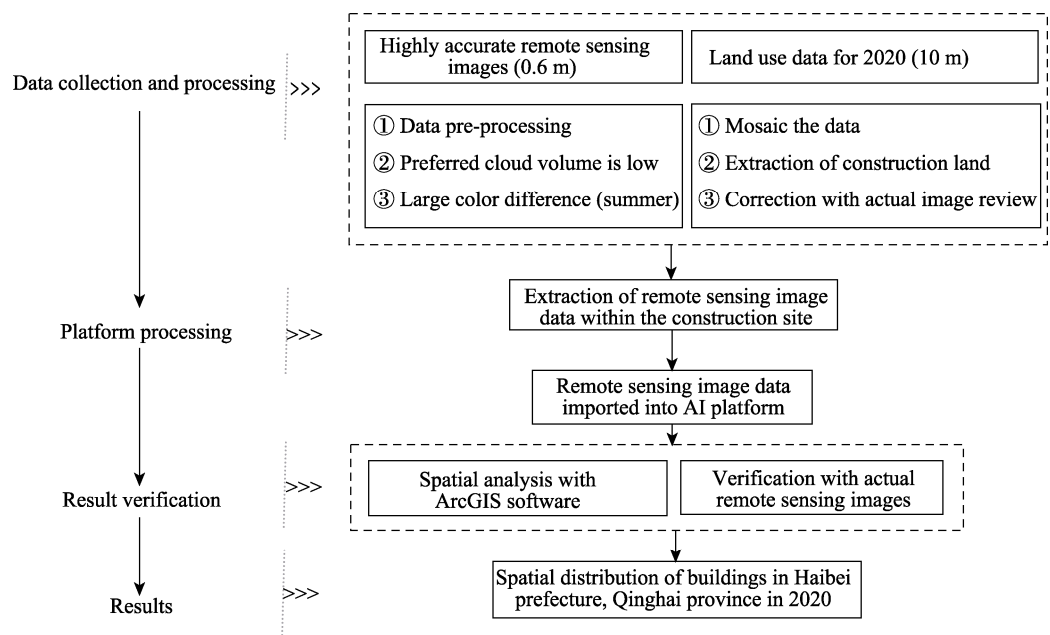 Data collection and processing
>>>
Highly accurate remote sensing
images (0.6 m)
Land use data for 2020 (10 m)
① Data pre-processing
② Preferred cloud volume is low
③ Large color difference (summer)
① Mosaic the data
② Extraction of construction land
③ Correction with actual image review
Platform processing
>>>
Extraction of remote sensing image
data within the construction site
Remote sensing image data
imported into AI platform
Result verification
>>>
Spatial analysis with
ArcGIS software
Verification with actual
remote sensing images
Results
>>>
Spatial distribution of buildings in Haibei
prefecture, Qinghai province in 2020